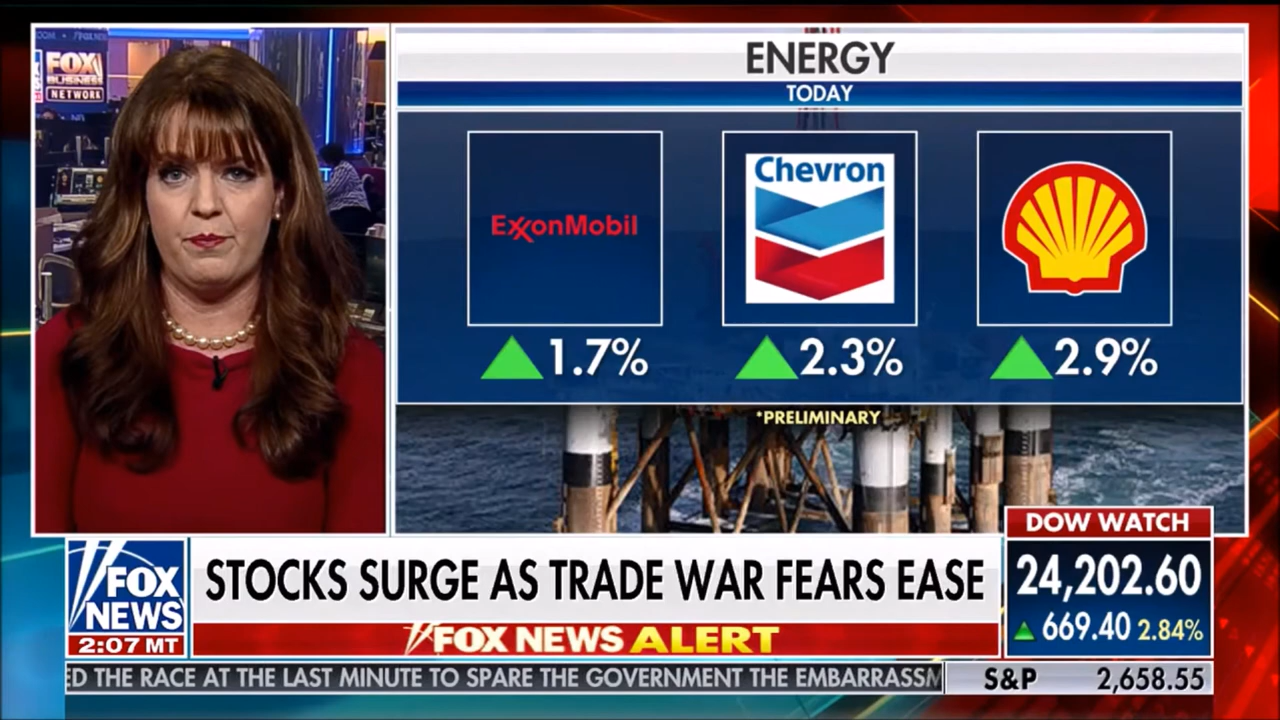 FOX
BUSINESS
NETWORK
ENERGY
TODAY
ExxonMobil
Chevron
1.7%
2.3%
2.9%
*PRELIMINARY
DOW WATCH
24,202.60
669.40 2.84%
FOX
NEWS
2:07 MT
STOCKS SURGE AS TRADE WAR FEARS EASE
FOX NEWS ALERT
ED THE RACE AT THE LAST MINUTE TO SPARE THE GOVERNMENT THE EMBARRASSM
S&P 2,658.55